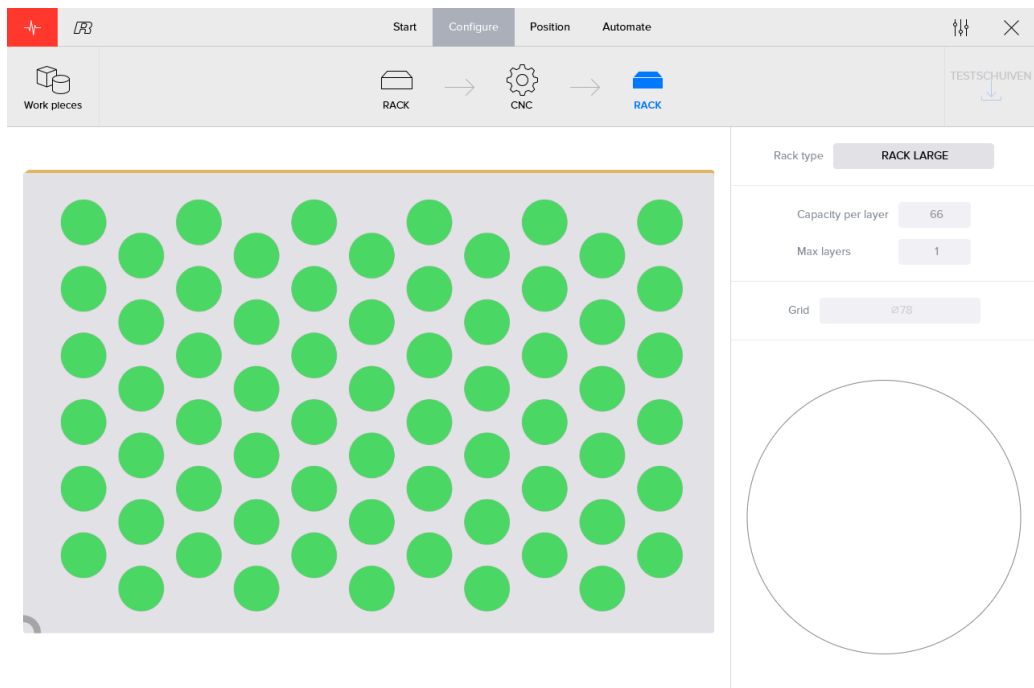 Start Configure Position Automate
Work pieces
RACK
CNC
RACK
TESTSCHUIVEN
Rack type RACK LARGE
Capacity per layer 66
Max layers 1
Grid ⌀78